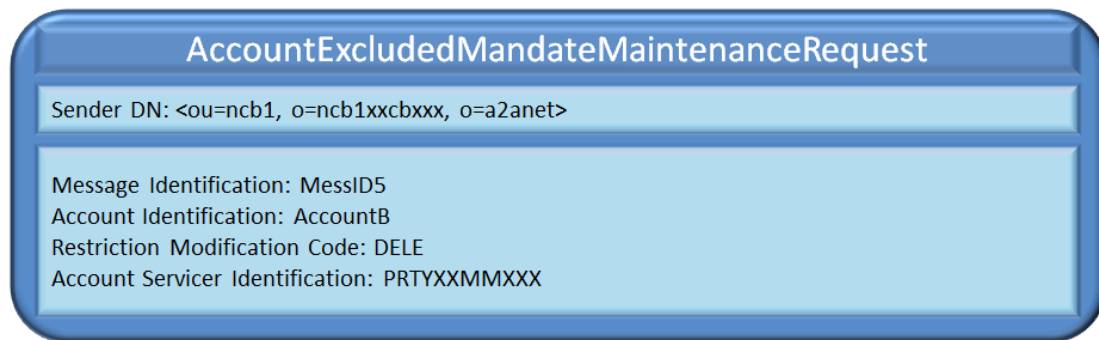 AccountExcludedMandateMaintenanceRequest
Sender DN: <ou=ncb1, o=ncb1xxcbxxx, o=a2anet>
Message Identification: MessID5
Account Identification: AccountB
Restriction Modification Code: DELE
Account Servicer Identification: PRTYXXMMXXX